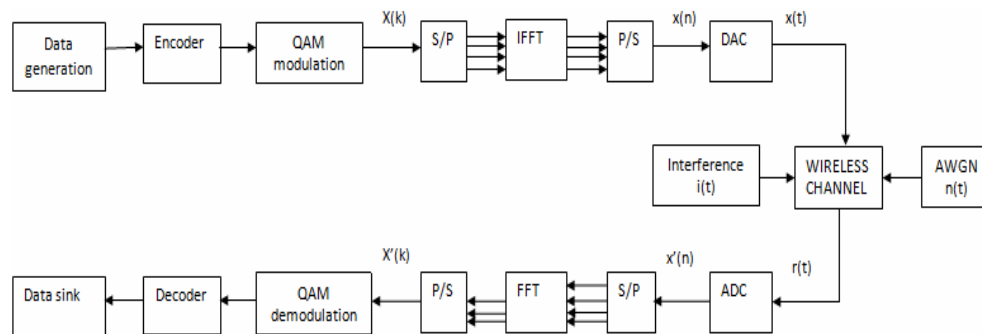 X(k)
x(n)
x(t)
Data
generation
Encoder
QAM
modulation
S/P
IFFT
P/S
DAC
Interference
i(t)
WIRELESS
CHANNEL
AWGN
n(t)
X'(k)
x'(n)
r(t)
Data sink
Decoder
QAM
demodulation
P/S
FFT
S/P
ADC